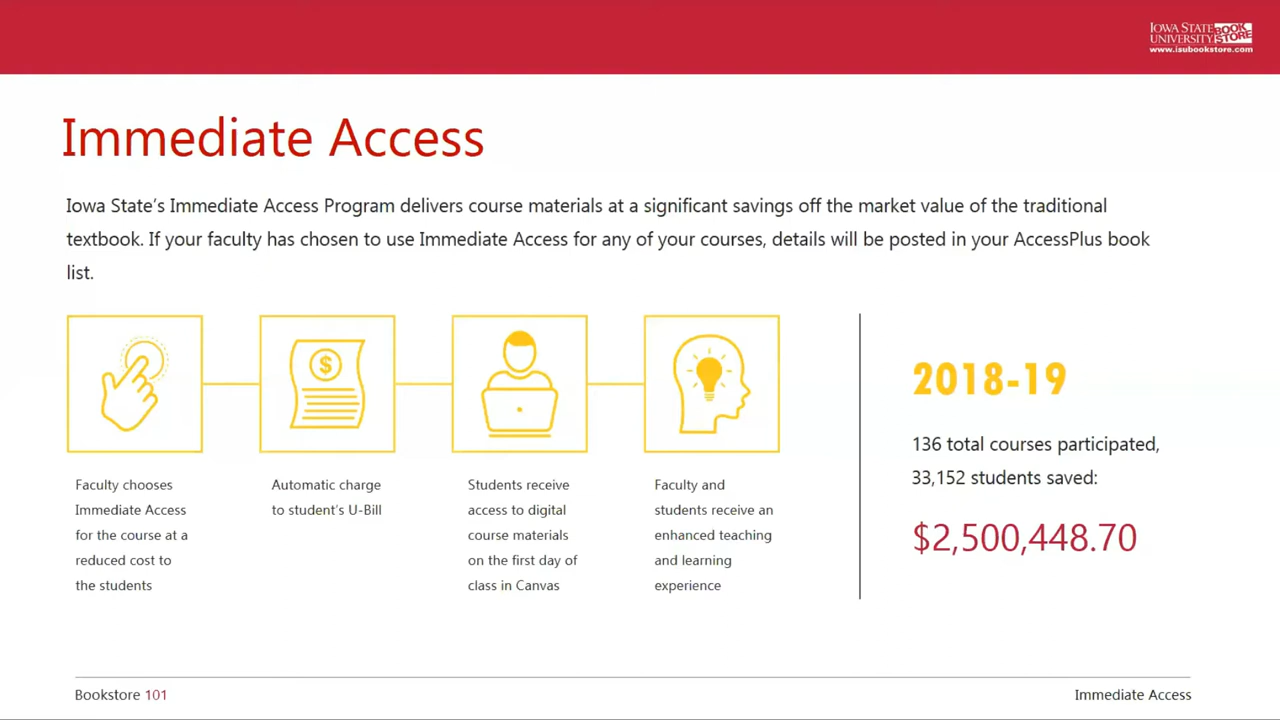 IOWA STATE
UNIVERSITY
BOOK
STORE
www.isubookstore.com
Immediate Access
Iowa State’s Immediate Access Program delivers course materials at a significant savings off the market value of the traditional
textbook. If your faculty has chosen to use Immediate Access for any of your courses, details will be posted in your AccessPlus book
list.
$
Faculty chooses
Immediate Access
for the course at a
reduced cost to
the students
Automatic charge
to student’s U-Bill
Students receive
access to digital
course materials
on the first day of
class in Canvas
Faculty and
students receive an
enhanced teaching
and learning
experience
2018-19
136 total courses participated,
33,152 students saved:
$2,500,448.70
Bookstore 101
Immediate Access